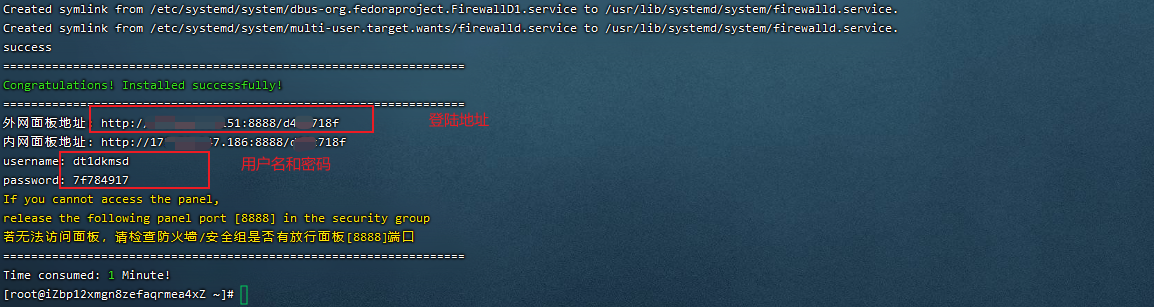 Created symlink from /etc/systemd/system/dbus-org.fedoraproject.FirewallD1.service to /usr/lib/systemd/system/firewalld.service.
Created symlink from /etc/systemd/system/multi-user.target.wants/firewalld.service to /usr/lib/systemd/system/firewalld.service.
success
==================================================================
Congratulations! Installed successfully!
==================================================================
外网面板地址: http:/ .51:8888/d4 718f 登陆地址
内网面板地址: http://17 7.186:8888/ 718f
username: dt1dkmsd 用户名和密码
password: 7f784917
If you cannot access the panel,
release the following panel port [8888] in the security group
若无法访问面板，请检查防火墙/安全组是否有放行面板[8888]端口
==================================================================
Time consumed: 1 Minute!
[root@iZbp12xmgn8zefaqrmea4xZ ~]#